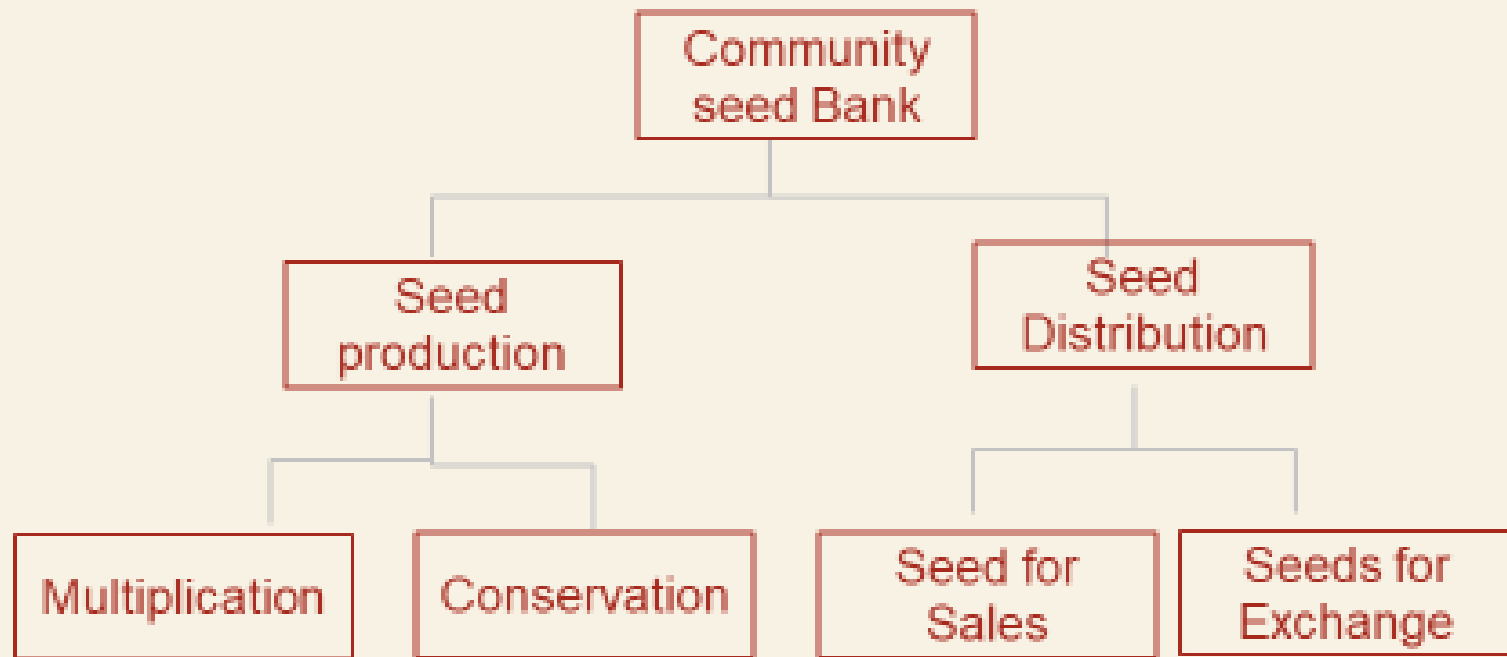 Community
seed Bank
Seed
production
Seed
Distribution
Multiplication
Conservation
Seed for
Sales
Seeds for
Exchange